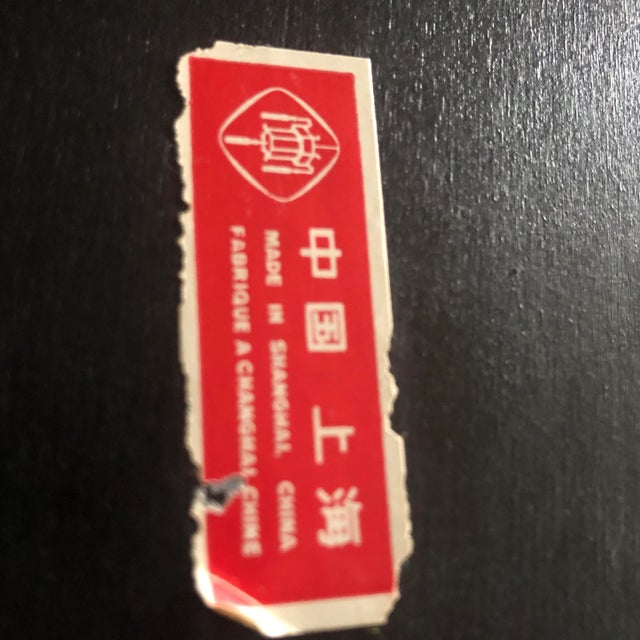 中国 上海
MADE IN SHANGHAI, CHINA
FABRIQUE A CHANGHAI, CHINE